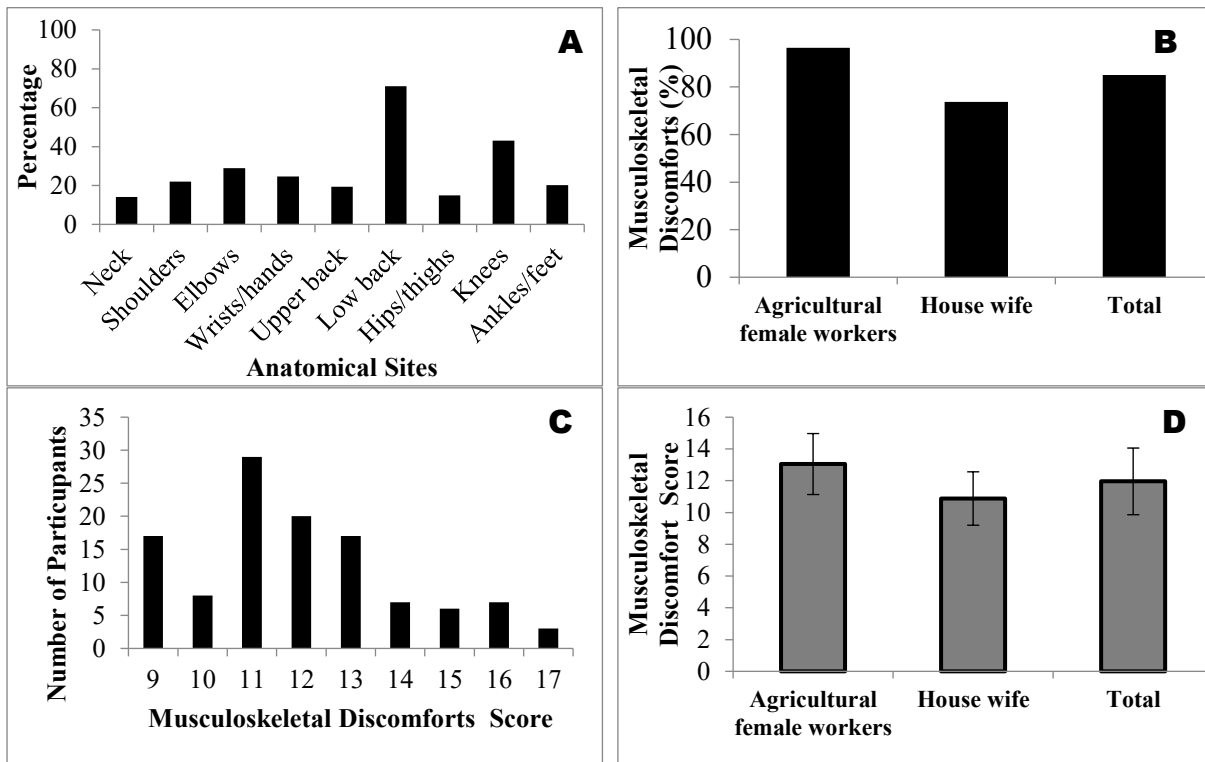 A
Percentage
100
80
60
40
20
0
Neck
Shoulders
Elbows
Wrists/hands
Upper back
Low back
Hips/thighs
Knees
Ankles/feet
Anatomical Sites
B
Musculoskeletal
Discomforts (%)
100
80
60
40
20
0
Agricultural
female workers
House wife
Total
C
Number of Particupants
35
30
25
20
15
10
5
0
9 10 11 12 13 14 15 16 17
Musculoskeletal Discomforts Score
D
Musculoskeletal
Discomfort Score
16
14
12
10
8
6
4
2
0
Agricultural
female workers
House wife
Total